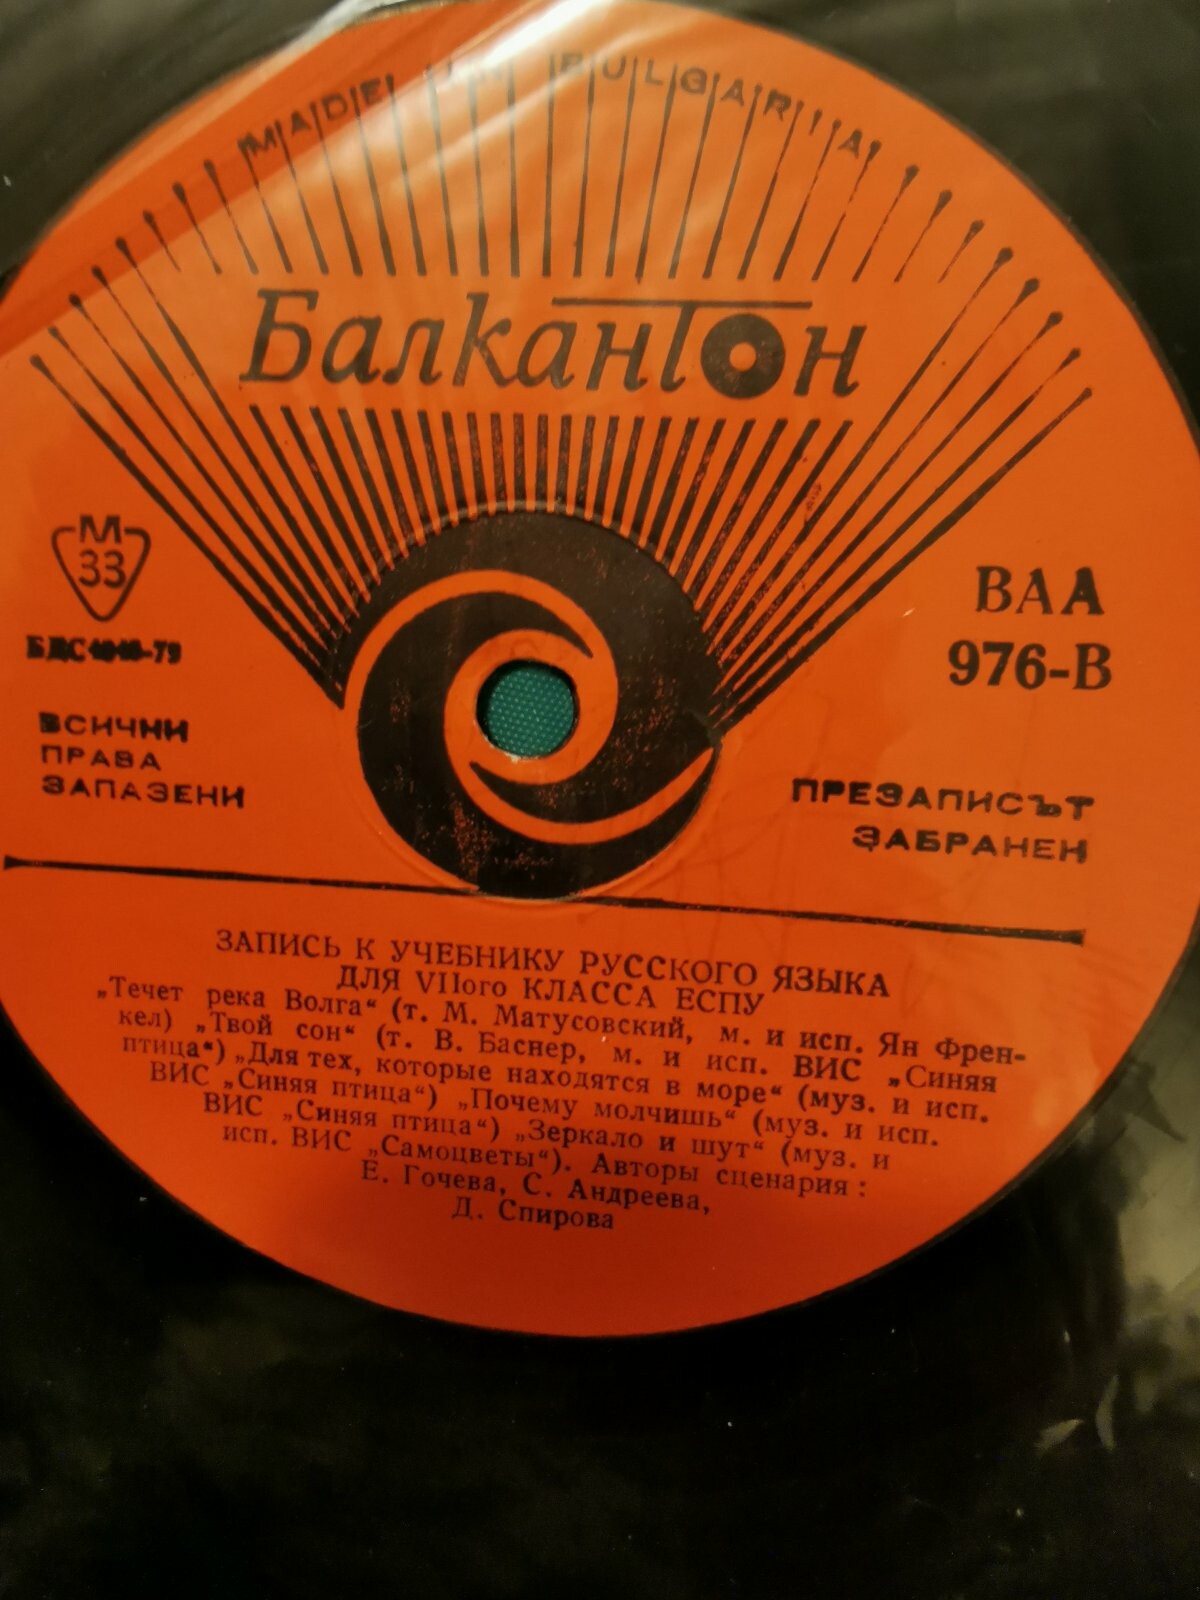 MADE IN BULGARIA
Балкантон
М
33
БДС
ВАА
976-В
ВСИЧНИ
ПРАВА
ЗАПАЗЕНИ
ПРЕЗАПИСЪТ
ЗАБРАНЕН
ЗАПИСЬ К УЧЕБНИКУ РУССКОГО ЯЗЫКА
ДЛЯ VIIого КЛАССА ЕСПУ
„Течет река Волга“ (т. М. Матусовский, м. и исп. Ян Френ-
кел) „Твой сон“ (т. В. Баснер, м. и исп. ВИС „Синяя
птица“) „Для тех, которые находятся в море“ (муз. и исп.
ВИС „Синяя птица“) „Почему молчишь“ (муз. и исп.
ВИС „Синяя птица“) „Зеркало и шут“ (муз. и
исп. ВИС „Самоцветы“). Авторы сценария:
Е. Гочева, С. Андреева,
Д. Спирова